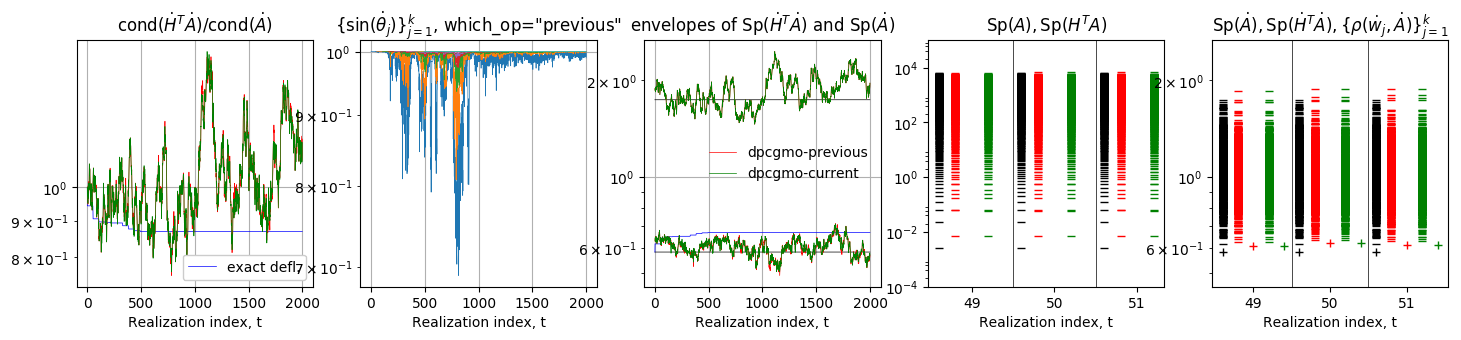 cond(Ḣ^T Ȧ)/cond(Ȧ)
10^0
9 × 10^−1
8 × 10^−1
0 500 1000 1500 2000
Realization index, t
exact defl.
{sin(θ̇_j)}_{j=1}^k, which_op="previous"
10^0
9 × 10^−1
8 × 10^−1
7 × 10^−1
0 500 1000 1500 2000
Realization index, t
envelopes of Sp(Ḣ^T Ȧ) and Sp(Ȧ)
2 × 10^0
10^0
6 × 10^−1
dpcgmo-previous
dpcgmo-current
0 500 1000 1500 2000
Realization index, t
Sp(A), Sp(H^T A)
10^4
10^2
10^0
10^−2
10^−4
49 50 51
Realization index, t
Sp(Ȧ), Sp(Ḣ^T Ȧ), {ρ(ẇ_j, Ȧ)}_{j=1}^k
2 × 10^0
10^0
6 × 10^−1
49 50 51
Realization index, t